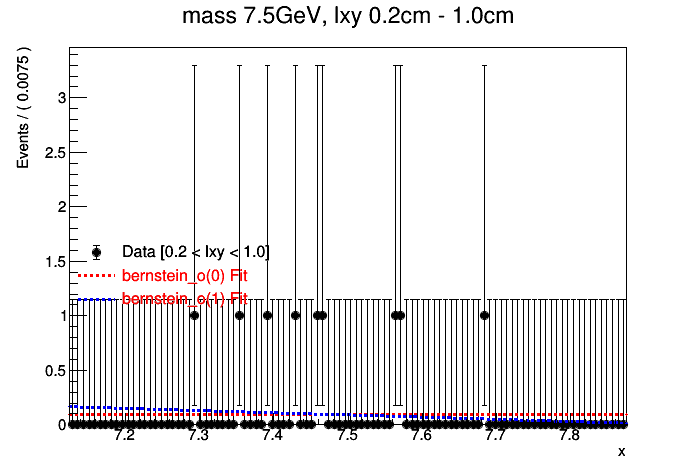 mass 7.5GeV, lxy 0.2cm - 1.0cm
Events / ( 0.0075 )
3
2.5
2
1.5
1
0.5
0
Data [0.2 < lxy < 1.0]
bernstein_o(0) Fit
bernstein_o(1) Fit
7.2 7.3 7.4 7.5 7.6 7.7 7.8
x